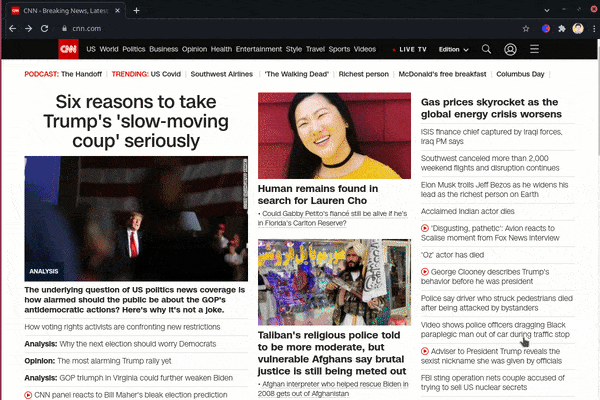 CNN - Breaking News, Latest
cnn.com
CNN
US World Politics Business Opinion Health Entertainment Style Travel Sports Videos
LIVE TV Edition
PODCAST: The Handoff
TRENDING: US Covid
Southwest Airlines
'The Walking Dead'
Richest person
McDonald's free breakfast
Columbus Day
Six reasons to take
Trump's 'slow-moving
coup' seriously
ANALYSIS
The underlying question of US politics news coverage is
how alarmed should the public be about the GOP's
antidemocratic actions? Here's why it's not a joke.
How voting rights activists are confronting new restrictions
Analysis: Why the next election should worry Democrats
Opinion: The most alarming Trump rally yet
Analysis: GOP triumph in Virginia could further weaken Biden
CNN panel reacts to Bill Maher's bleak election prediction
Human remains found in
search for Lauren Cho
• Could Gabby Petito's fiancé still be alive if he's
in Florida's Carlton Reserve?
Taliban's religious police told
to be more moderate, but
vulnerable Afghans say brutal
justice is still being meted out
• Afghan interpreter who helped rescue Biden in
2008 gets out of Afghanistan
Gas prices skyrocket as the
global energy crisis worsens
ISIS finance chief captured by Iraqi forces,
Iraq PM says
Southwest canceled more than 2,000
weekend flights and disruption continues
Elon Musk trolls Jeff Bezos as he widens his
lead as the richest person on Earth
Acclaimed Indian actor dies
'Disgusting, pathetic': Avlon reacts to
Scalise moment from Fox News interview
'Oz' actor has died
George Clooney describes Trump's
behavior before he was president
Police say driver who struck pedestrians died
after being attacked by bystanders
Video shows police officers dragging Black
paraplegic man out of car during traffic stop
Adviser to President Trump reveals the
sexist nickname she was given by officials
FBI sting operation nets couple accused of
trying to sell US nuclear secrets